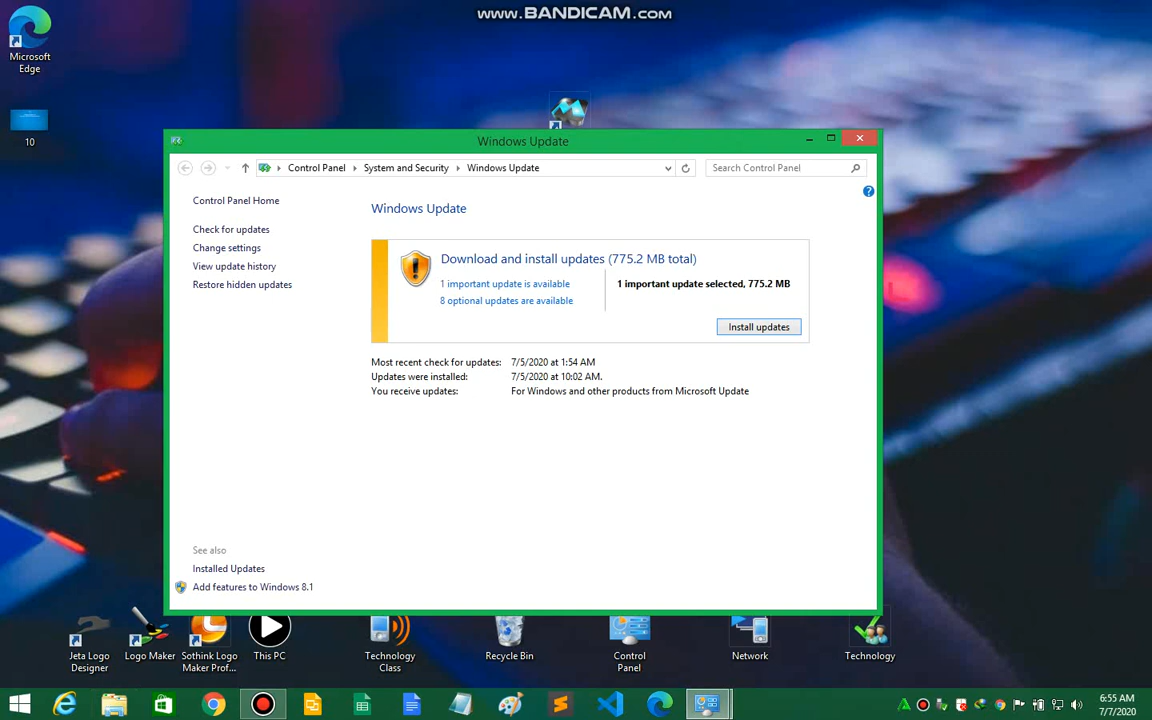 www.BANDICAM.com
Microsoft
Edge
10
Windows Update
Control Panel
System and Security
Windows Update
Search Control Panel
Control Panel Home
Check for updates
Change settings
View update history
Restore hidden updates
Windows Update
Download and install updates (775.2 MB total)
1 important update is available
8 optional updates are available
1 important update selected, 775.2 MB
Install updates
Most recent check for updates: 7/5/2020 at 1:54 AM
Updates were installed: 7/5/2020 at 10:02 AM.
You receive updates: For Windows and other products from Microsoft Update
See also
Installed Updates
Add features to Windows 8.1
Jeta Logo
Designer
Logo Maker
Sothink Logo
Maker Prof...
This PC
Technology
Class
Recycle Bin
Control
Panel
Network
Technology
6:55 AM
7/7/2020